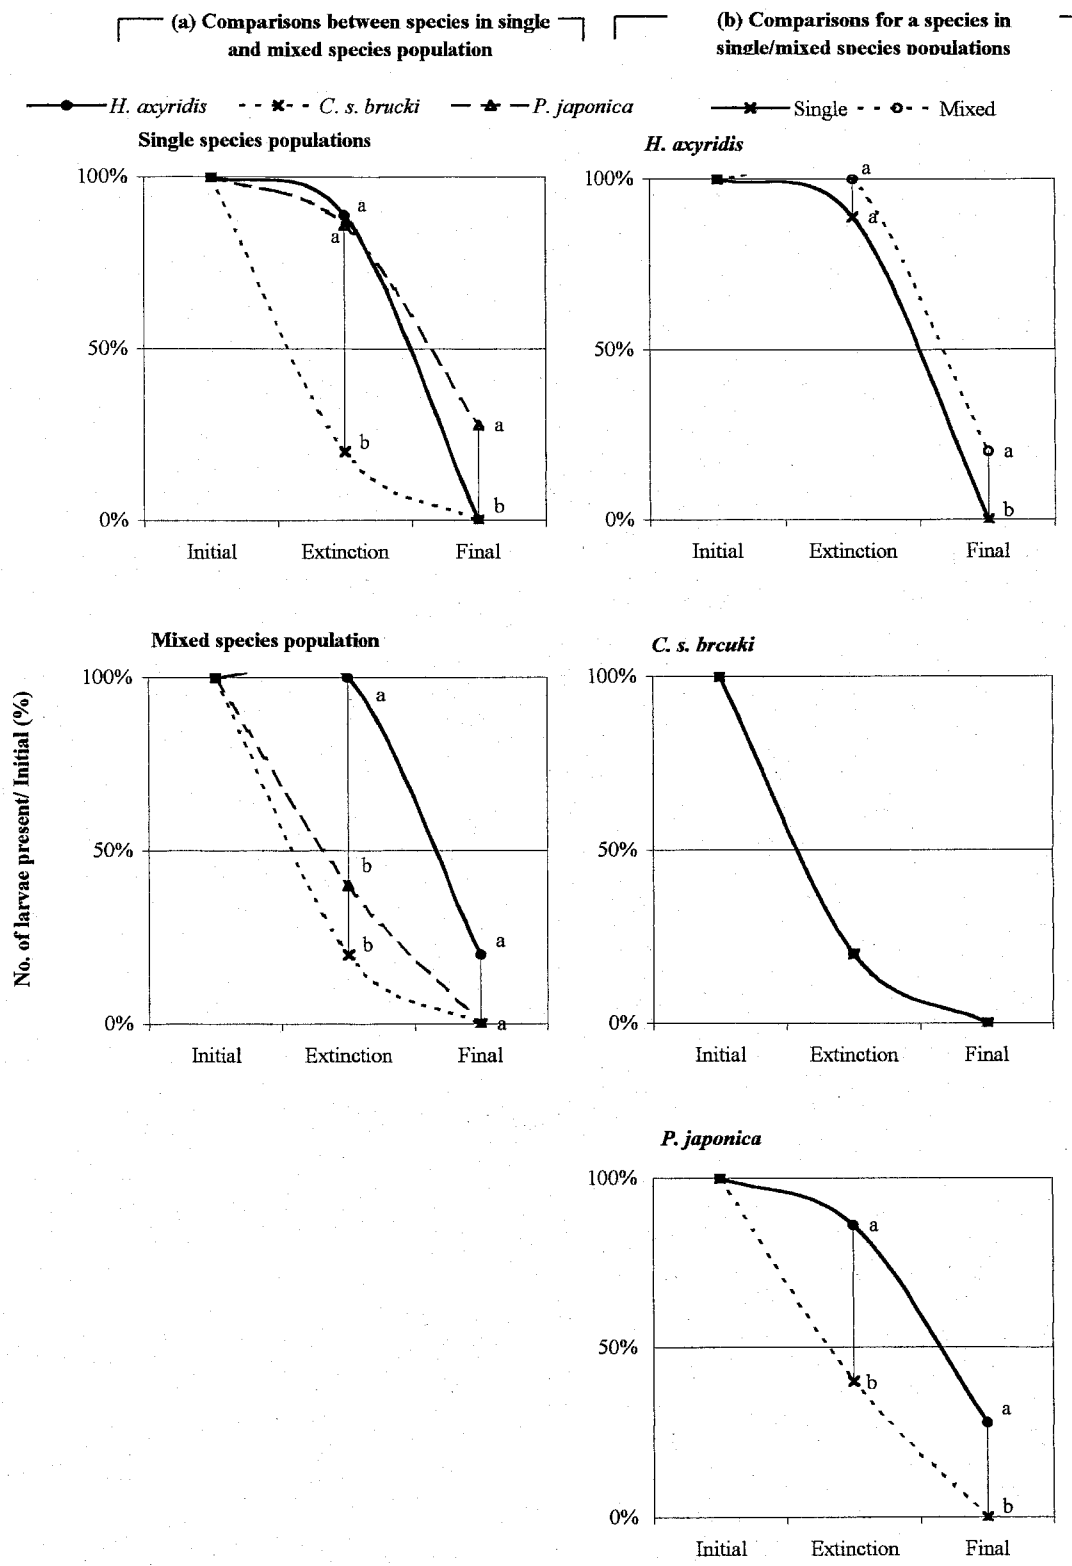 (a) Comparisons between species in single
and mixed species population
(b) Comparisons for a species in
single/mixed species populations
H. axyridis
C. s. brucki
P. japonica
Single
Mixed
Single species populations
100%
50%
0%
a
a
b
a
b
Initial
Extinction
Final
H. axyridis
100%
50%
0%
a
a
a
b
Initial
Extinction
Final
No. of larvae present/ Initial (%)
Mixed species population
100%
50%
0%
a
b
b
a
a
Initial
Extinction
Final
C. s. brcuki
100%
50%
0%
Initial
Extinction
Final
P. japonica
100%
50%
0%
a
b
a
b
Initial
Extinction
Final